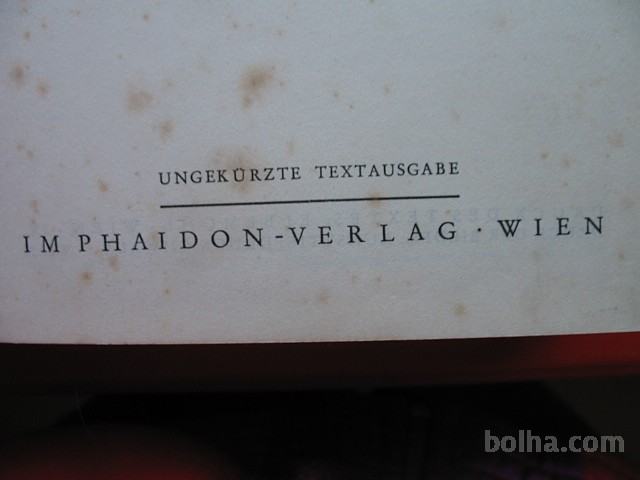 UNGEKÜRZTE TEXTAUSGABE
IM PHAIDON-VERLAG · WIEN
bolha.com